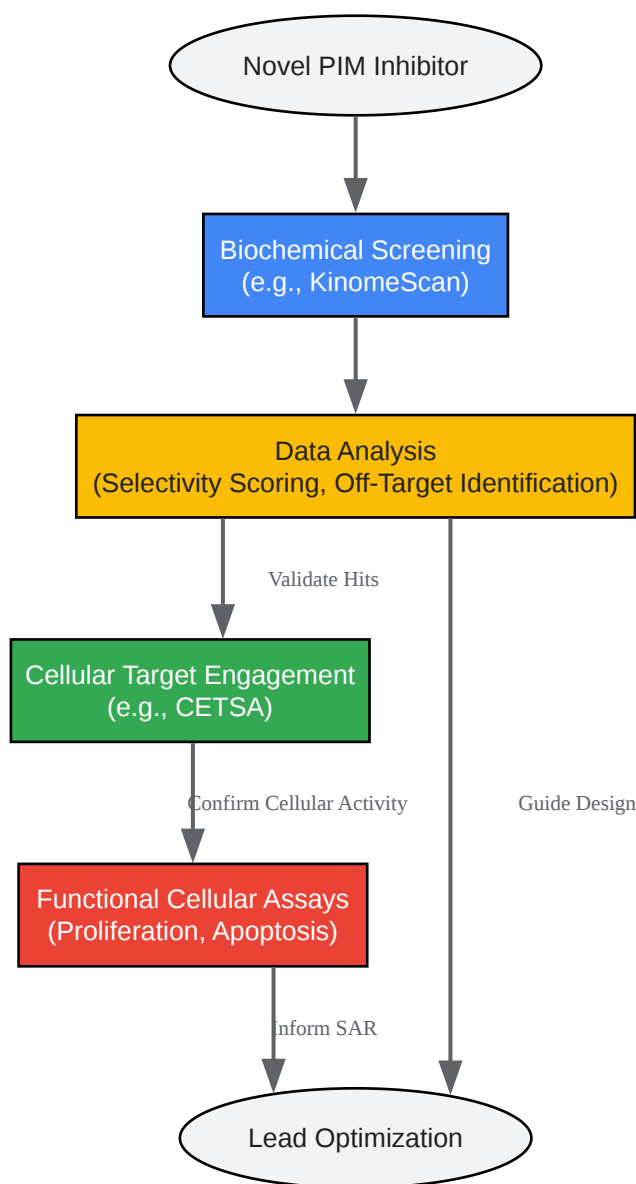 Novel PIM Inhibitor
Biochemical Screening
(e.g., KinomeScan)
Data Analysis
(Selectivity Scoring, Off-Target Identification)
Validate Hits
Cellular Target Engagement
(e.g., CETSA)
Confirm Cellular Activity
Guide Design
Functional Cellular Assays
(Proliferation, Apoptosis)
Inform SAR
Lead Optimization